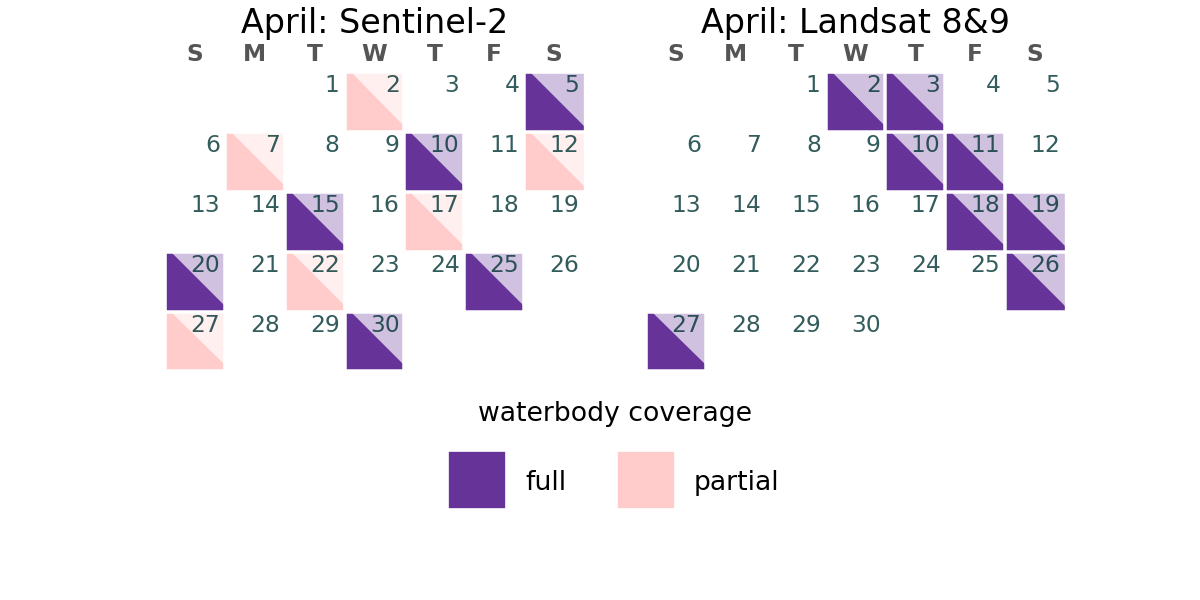 April: Sentinel-2
S M T W T F S
1 2 3 4 5
6 7 8 9 10 11 12
13 14 15 16 17 18 19
20 21 22 23 24 25 26
27 28 29 30
April: Landsat 8&9
S M T W T F S
1 2 3 4 5
6 7 8 9 10 11 12
13 14 15 16 17 18 19
20 21 22 23 24 25 26
27 28 29 30
waterbody coverage
full partial